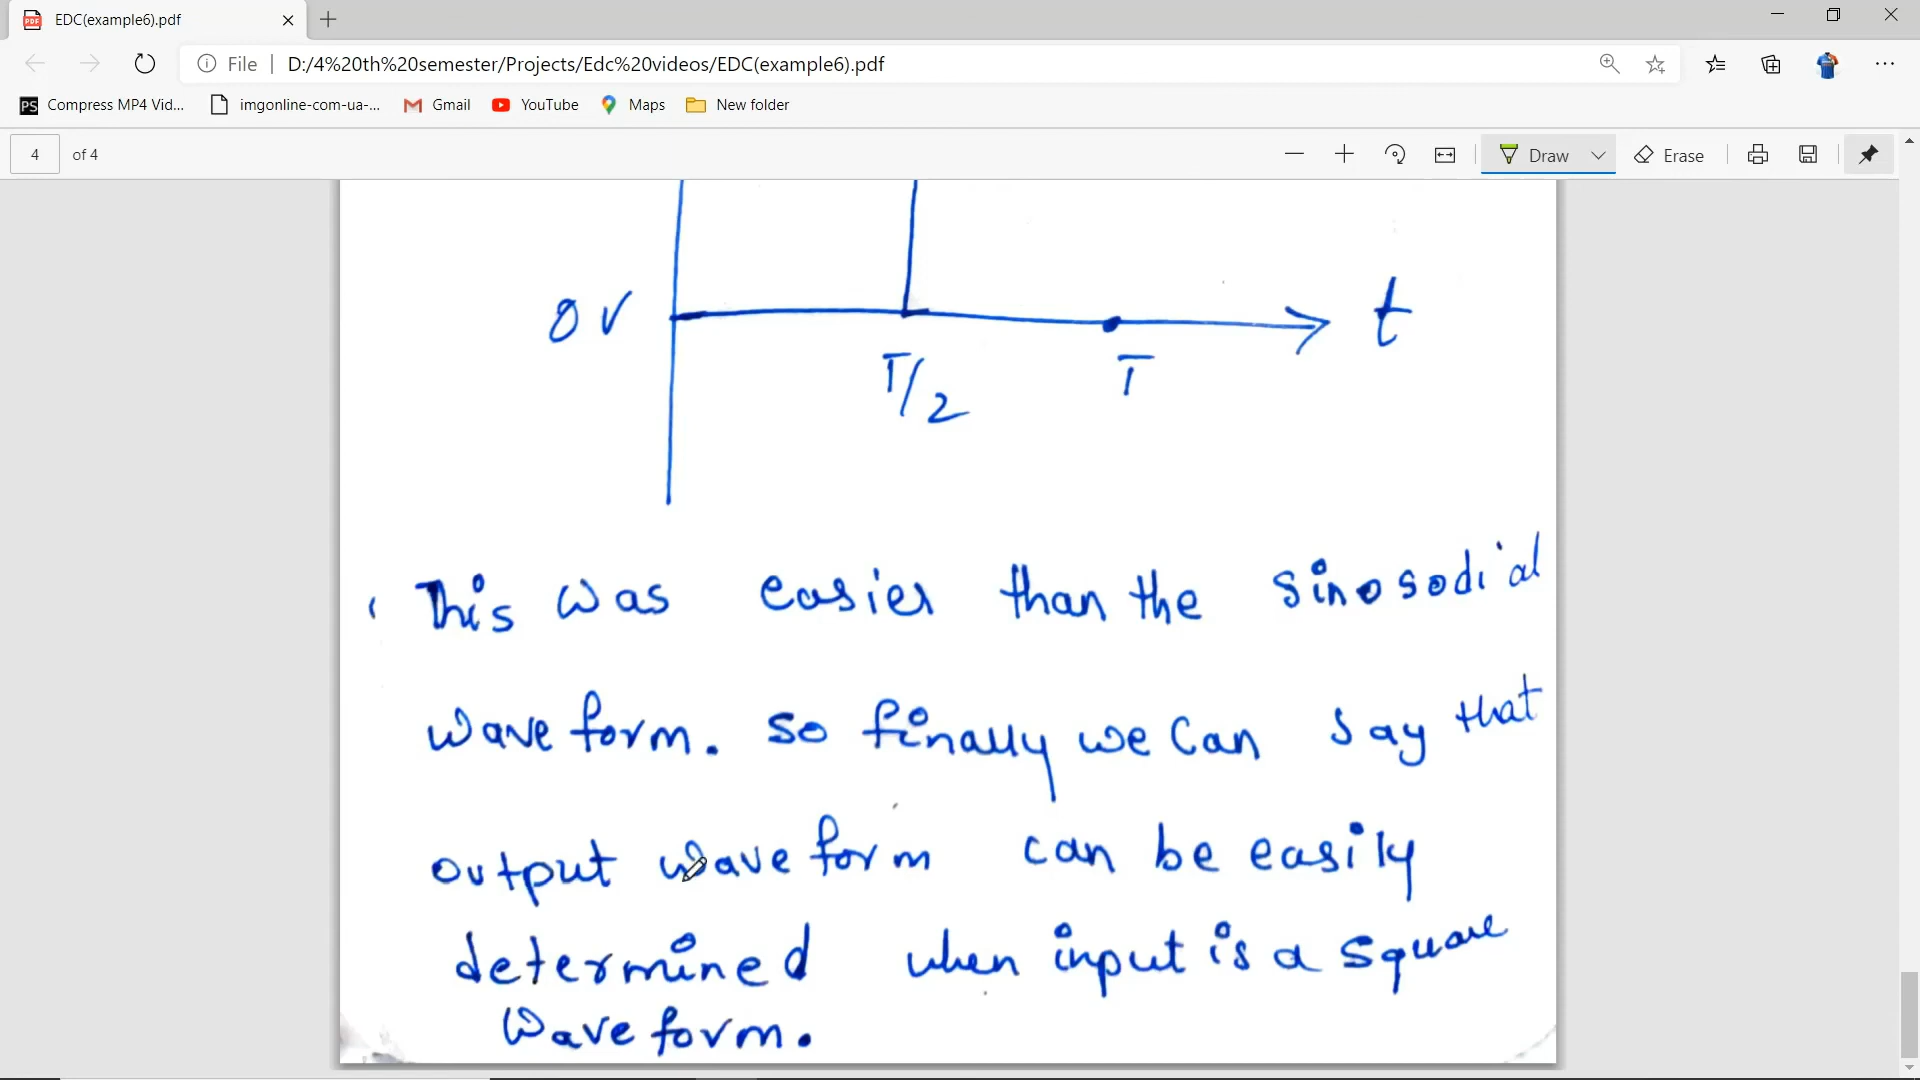 EDC(example6).pdf
File | D:/4%20th%20semester/Projects/Edc%20videos/EDC(example6).pdf
Compress MP4 Vid... imgonline-com-ua-... Gmail YouTube Maps New folder
4 of 4 Draw Erase
0 V t
T/2 T
This was easier than the sinosodial
wave form. so finally we can say that
output wave form can be easily
determined when input is a square
wave form.